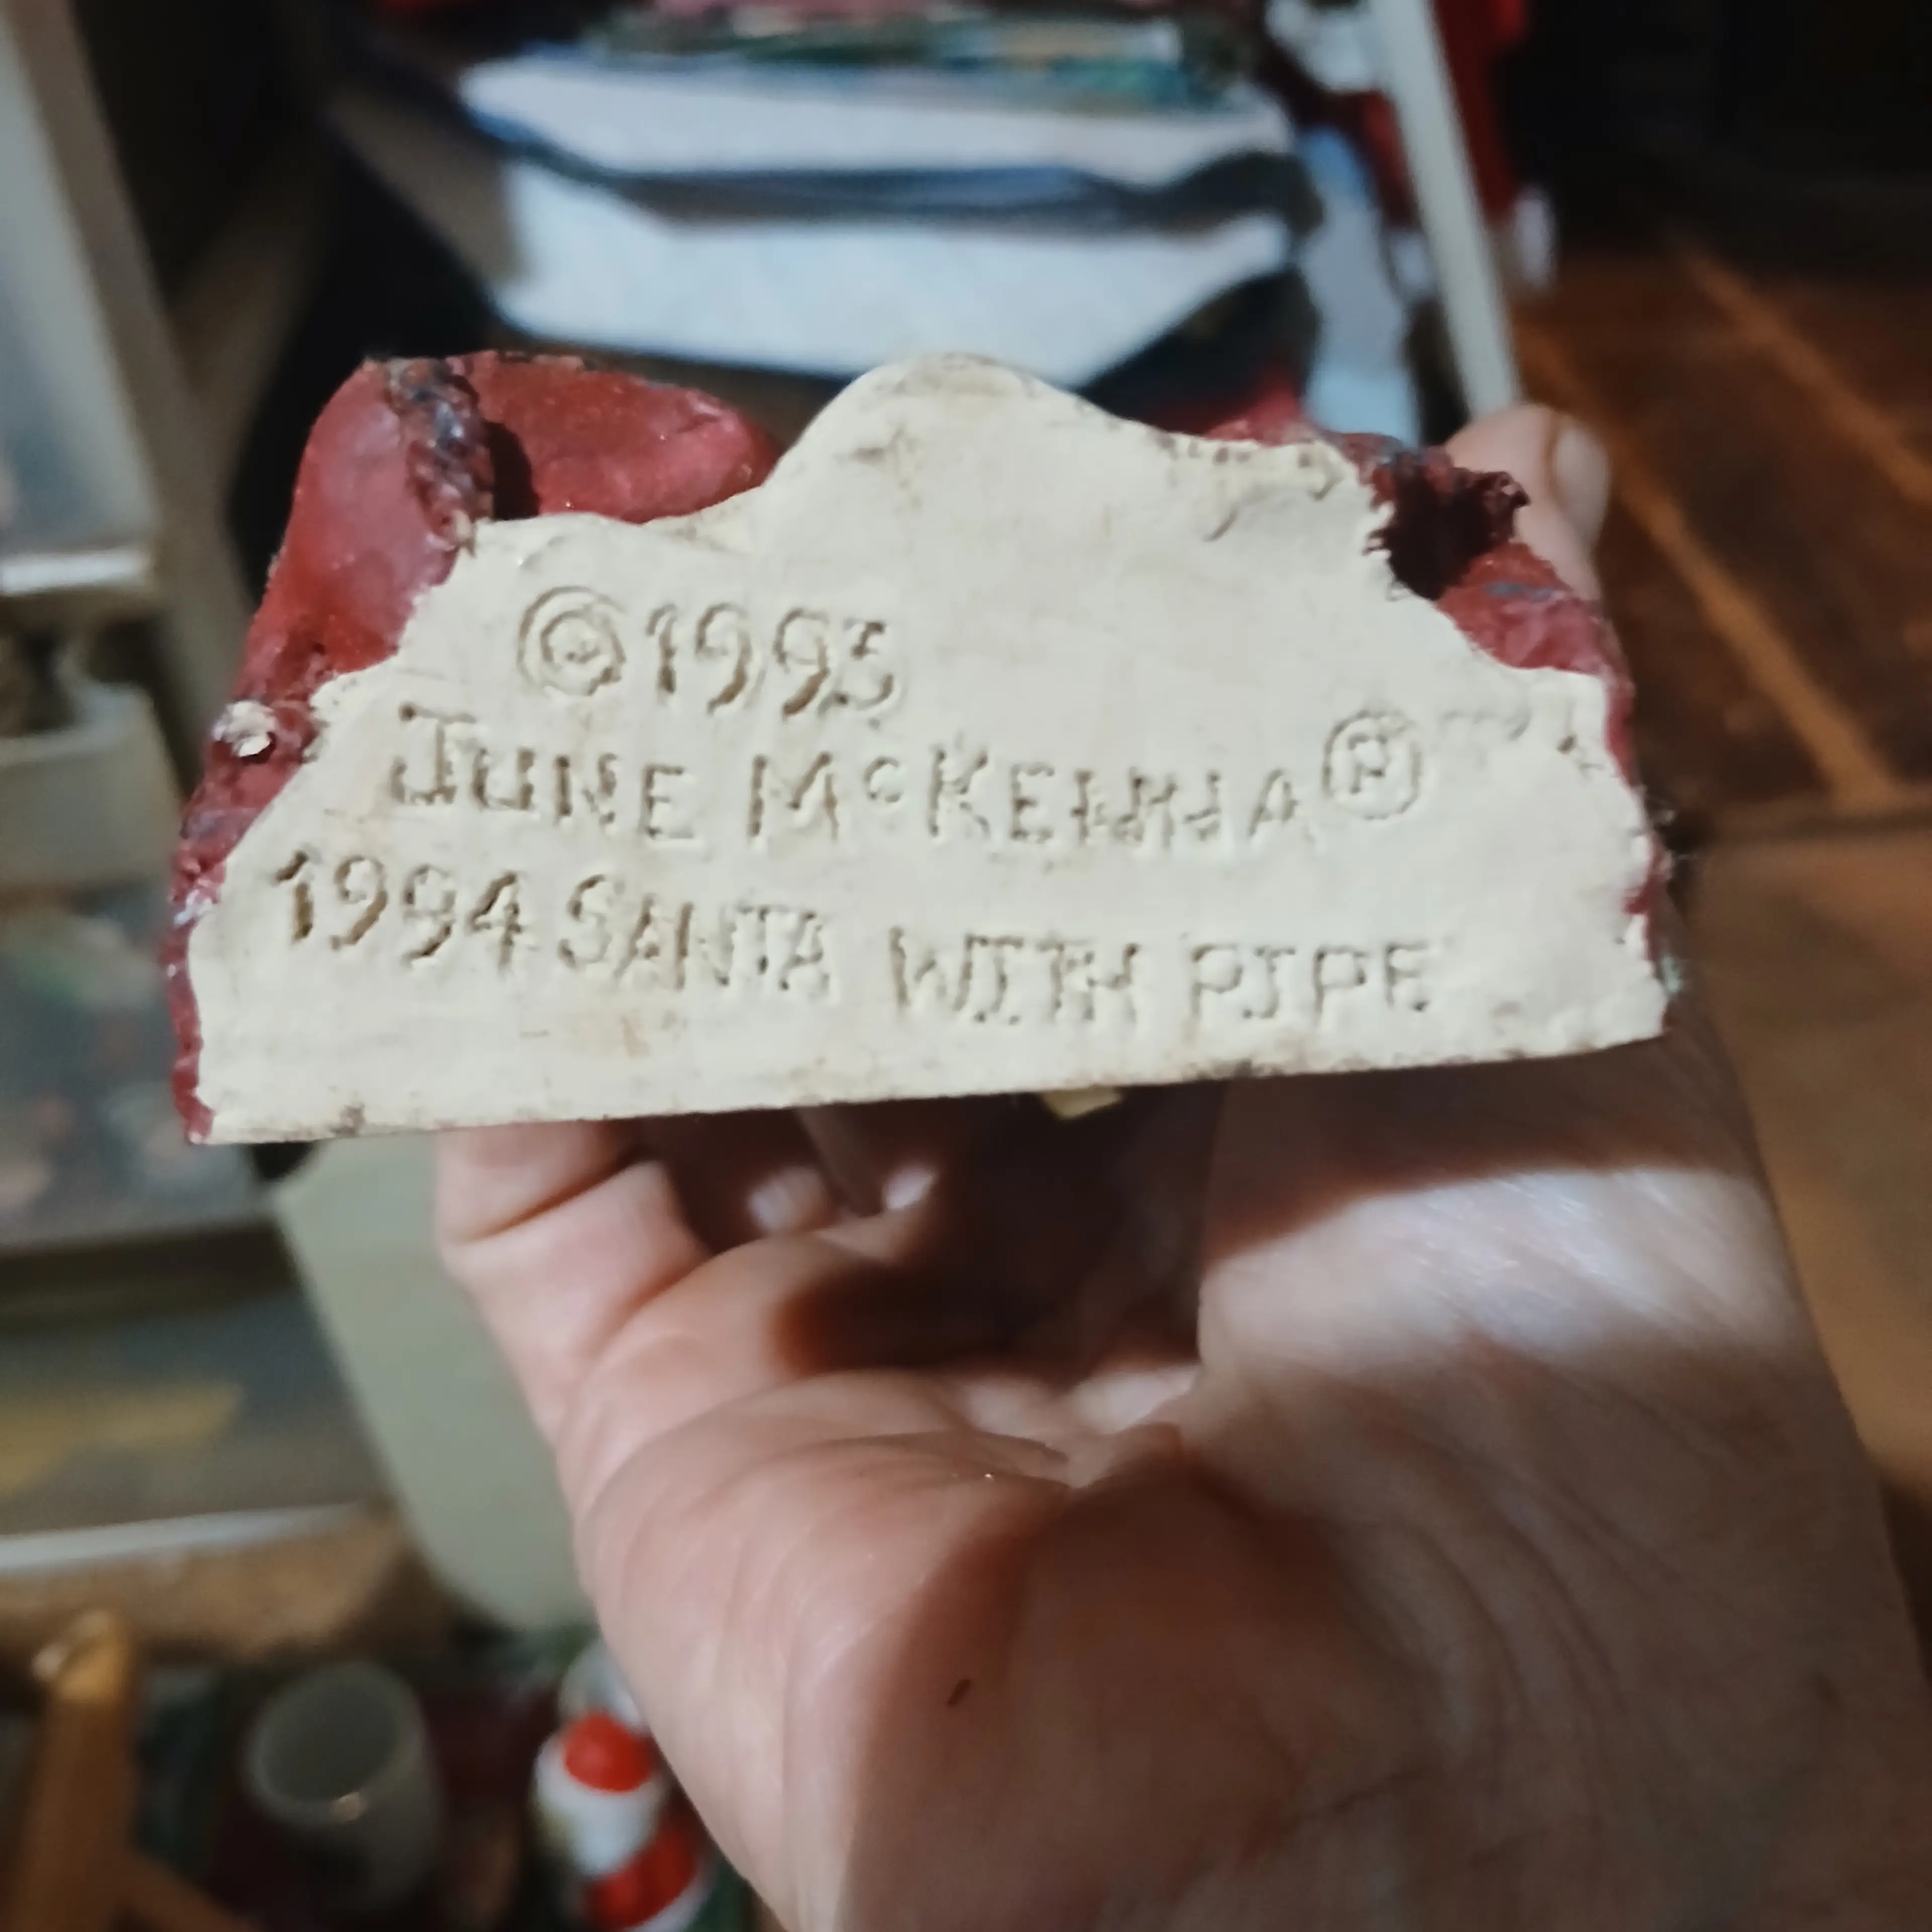 ©1993
JUNE McKENNA®
1994 SANTA WITH PIPE